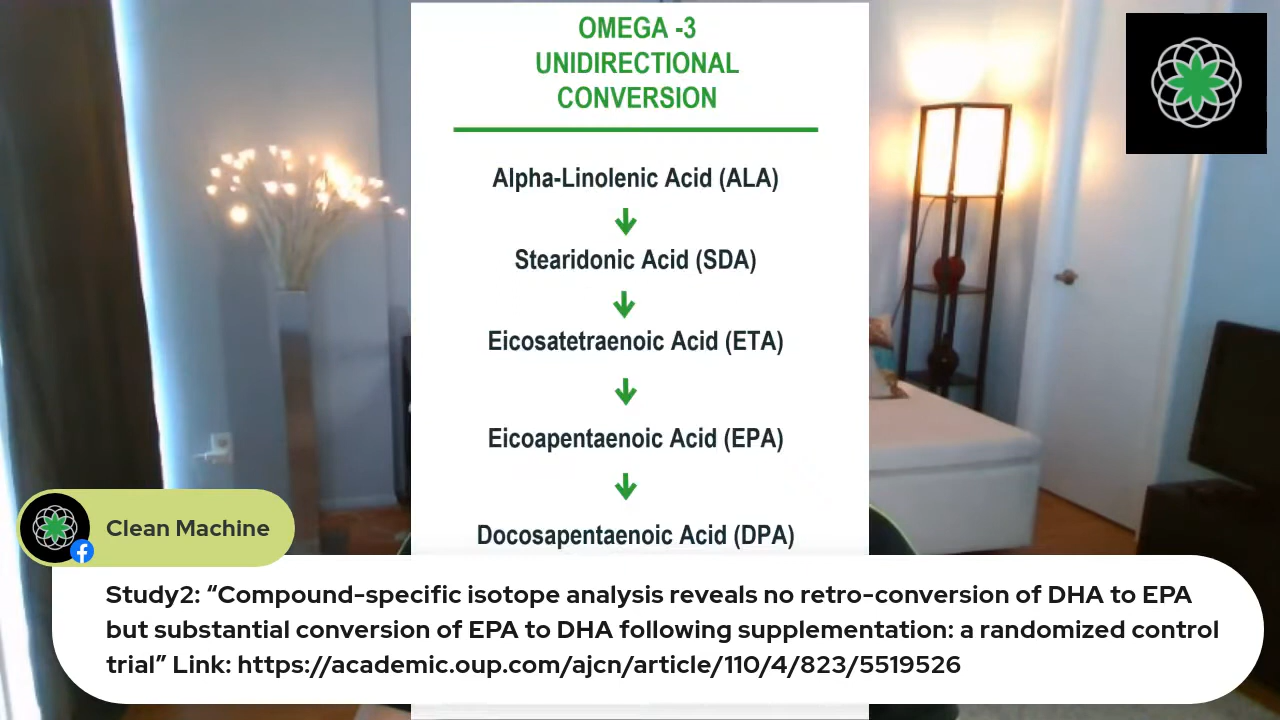 OMEGA -3
UNIDIRECTIONAL
CONVERSION
Alpha-Linolenic Acid (ALA)
Stearidonic Acid (SDA)
Eicosatetraenoic Acid (ETA)
Eicoapentaenoic Acid (EPA)
Docosapentaenoic Acid (DPA)
Clean Machine
Study2: “Compound-specific isotope analysis reveals no retro-conversion of DHA to EPA
but substantial conversion of EPA to DHA following supplementation: a randomized control
trial” Link: https://academic.oup.com/ajcn/article/110/4/823/5519526